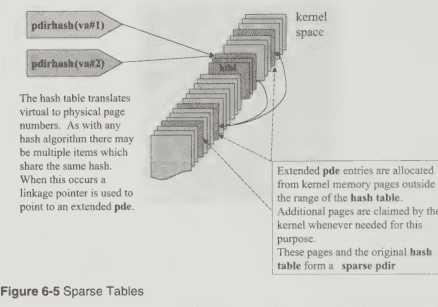 pdirhash(va#1)
pdirhash(va#2)
kernel
space
htbl
The hash table translates
virtual to physical page
numbers. As with any
hash algorithm there may
be multiple items which
share the same hash.
When this occurs a
linkage pointer is used to
point to an extended pde.
Extended pde entries are allocated
from kernel memory pages outside
the range of the hash table.
Additional pages are claimed by the
kernel whenever needed for this
purpose.
These pages and the original hash
table form a sparse pdir
Figure 6-5 Sparse Tables